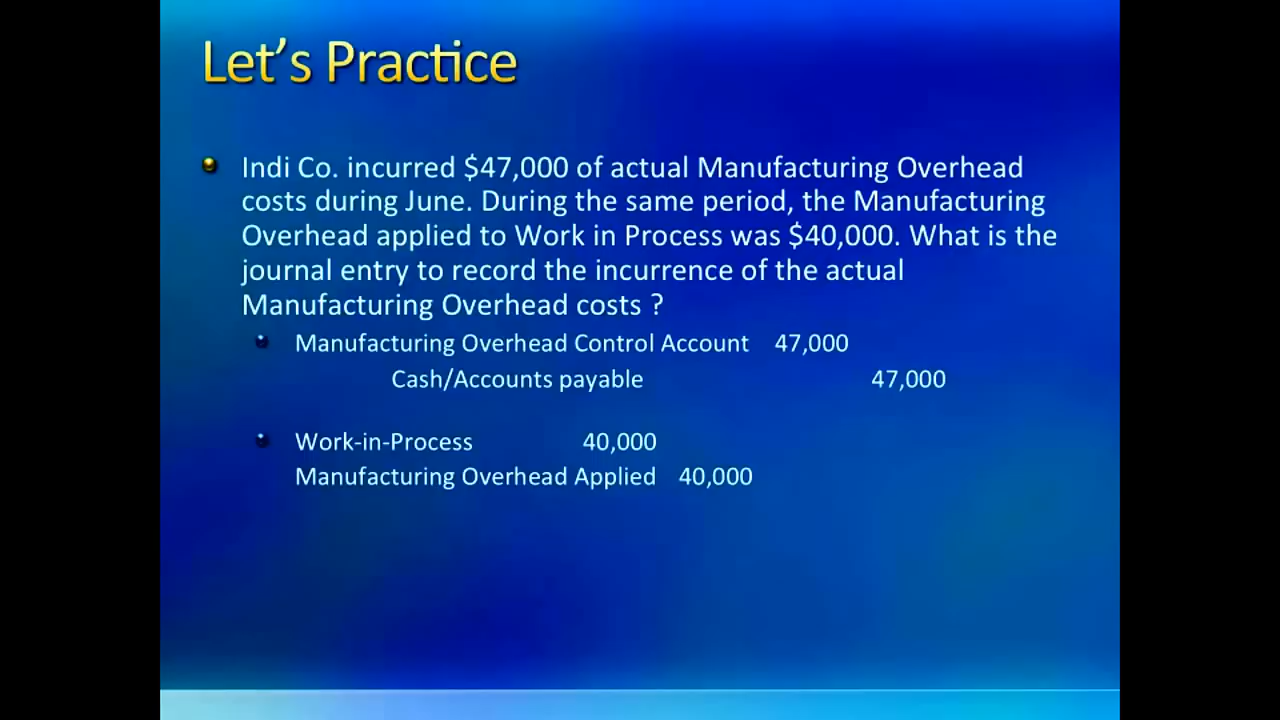 Let's Practice
Indi Co. incurred $47,000 of actual Manufacturing Overhead
costs during June. During the same period, the Manufacturing
Overhead applied to Work in Process was $40,000. What is the
journal entry to record the incurrence of the actual
Manufacturing Overhead costs ?
Manufacturing Overhead Control Account 47,000
Cash/Accounts payable 47,000
Work-in-Process 40,000
Manufacturing Overhead Applied 40,000